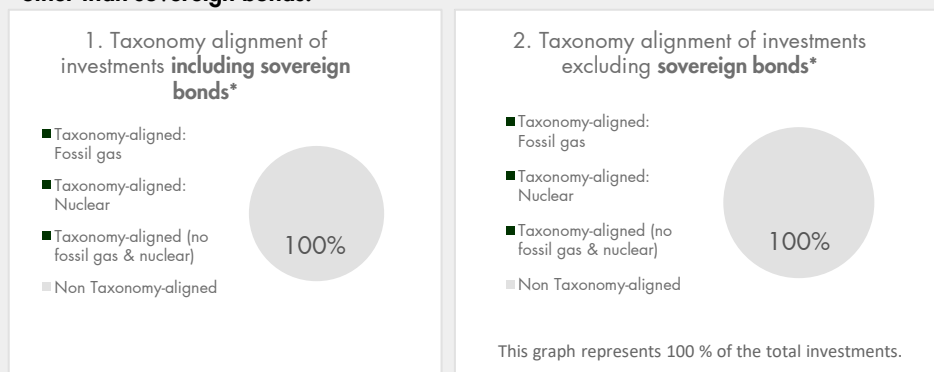 other than sovereign bonds.
1. Taxonomy alignment of
investments including sovereign
bonds*
Taxonomy-aligned:
Fossil gas
Taxonomy-aligned:
Nuclear
Taxonomy-aligned (no
fossil gas & nuclear)
Non Taxonomy-aligned
100%
2. Taxonomy alignment of investments
excluding sovereign bonds*
Taxonomy-aligned:
Fossil gas
Taxonomy-aligned:
Nuclear
Taxonomy-aligned (no
fossil gas & nuclear)
Non Taxonomy-aligned
100%
This graph represents 100 % of the total investments.